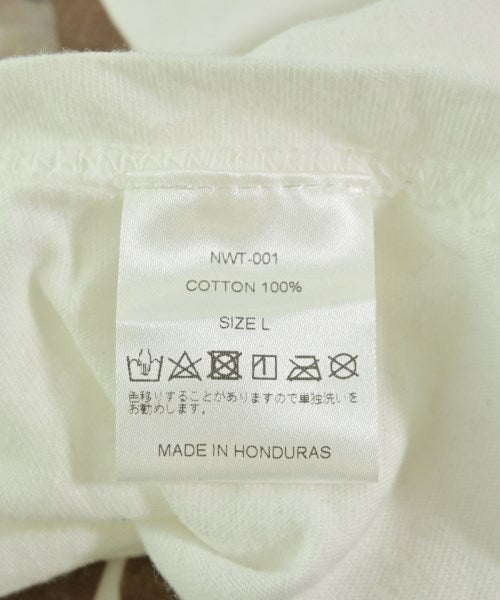 NWT-001
COTTON 100%
SIZE L
色移りすることがありますので単独洗いを
お勧めします。
MADE IN HONDURAS